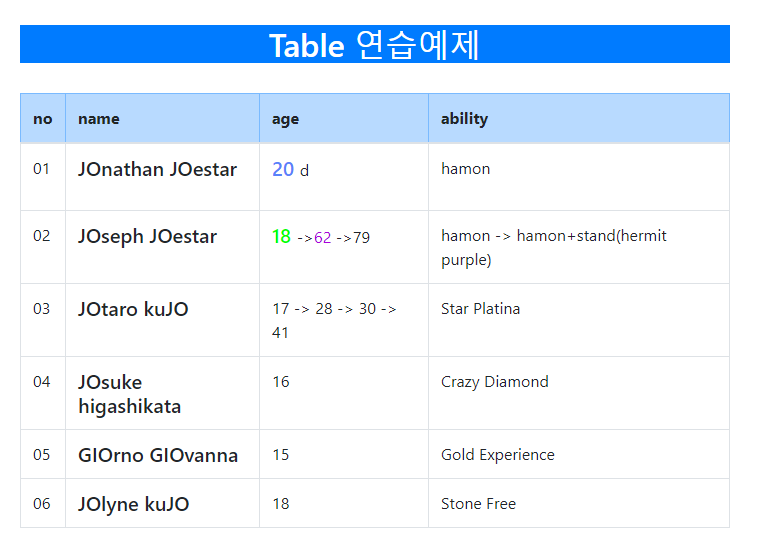 Table 연습예제
no name age ability
01 JOnathan JOestar 20 d hamon
02 JOseph JOestar 18 ->62 ->79 hamon -> hamon+stand(hermit
purple)
03 JOtaro kuJO 17 -> 28 -> 30 -> Star Platina
41
04 JOsuke 16 Crazy Diamond
higashikata
05 GIOrno GIOvanna 15 Gold Experience
06 JOlyne kuJO 18 Stone Free